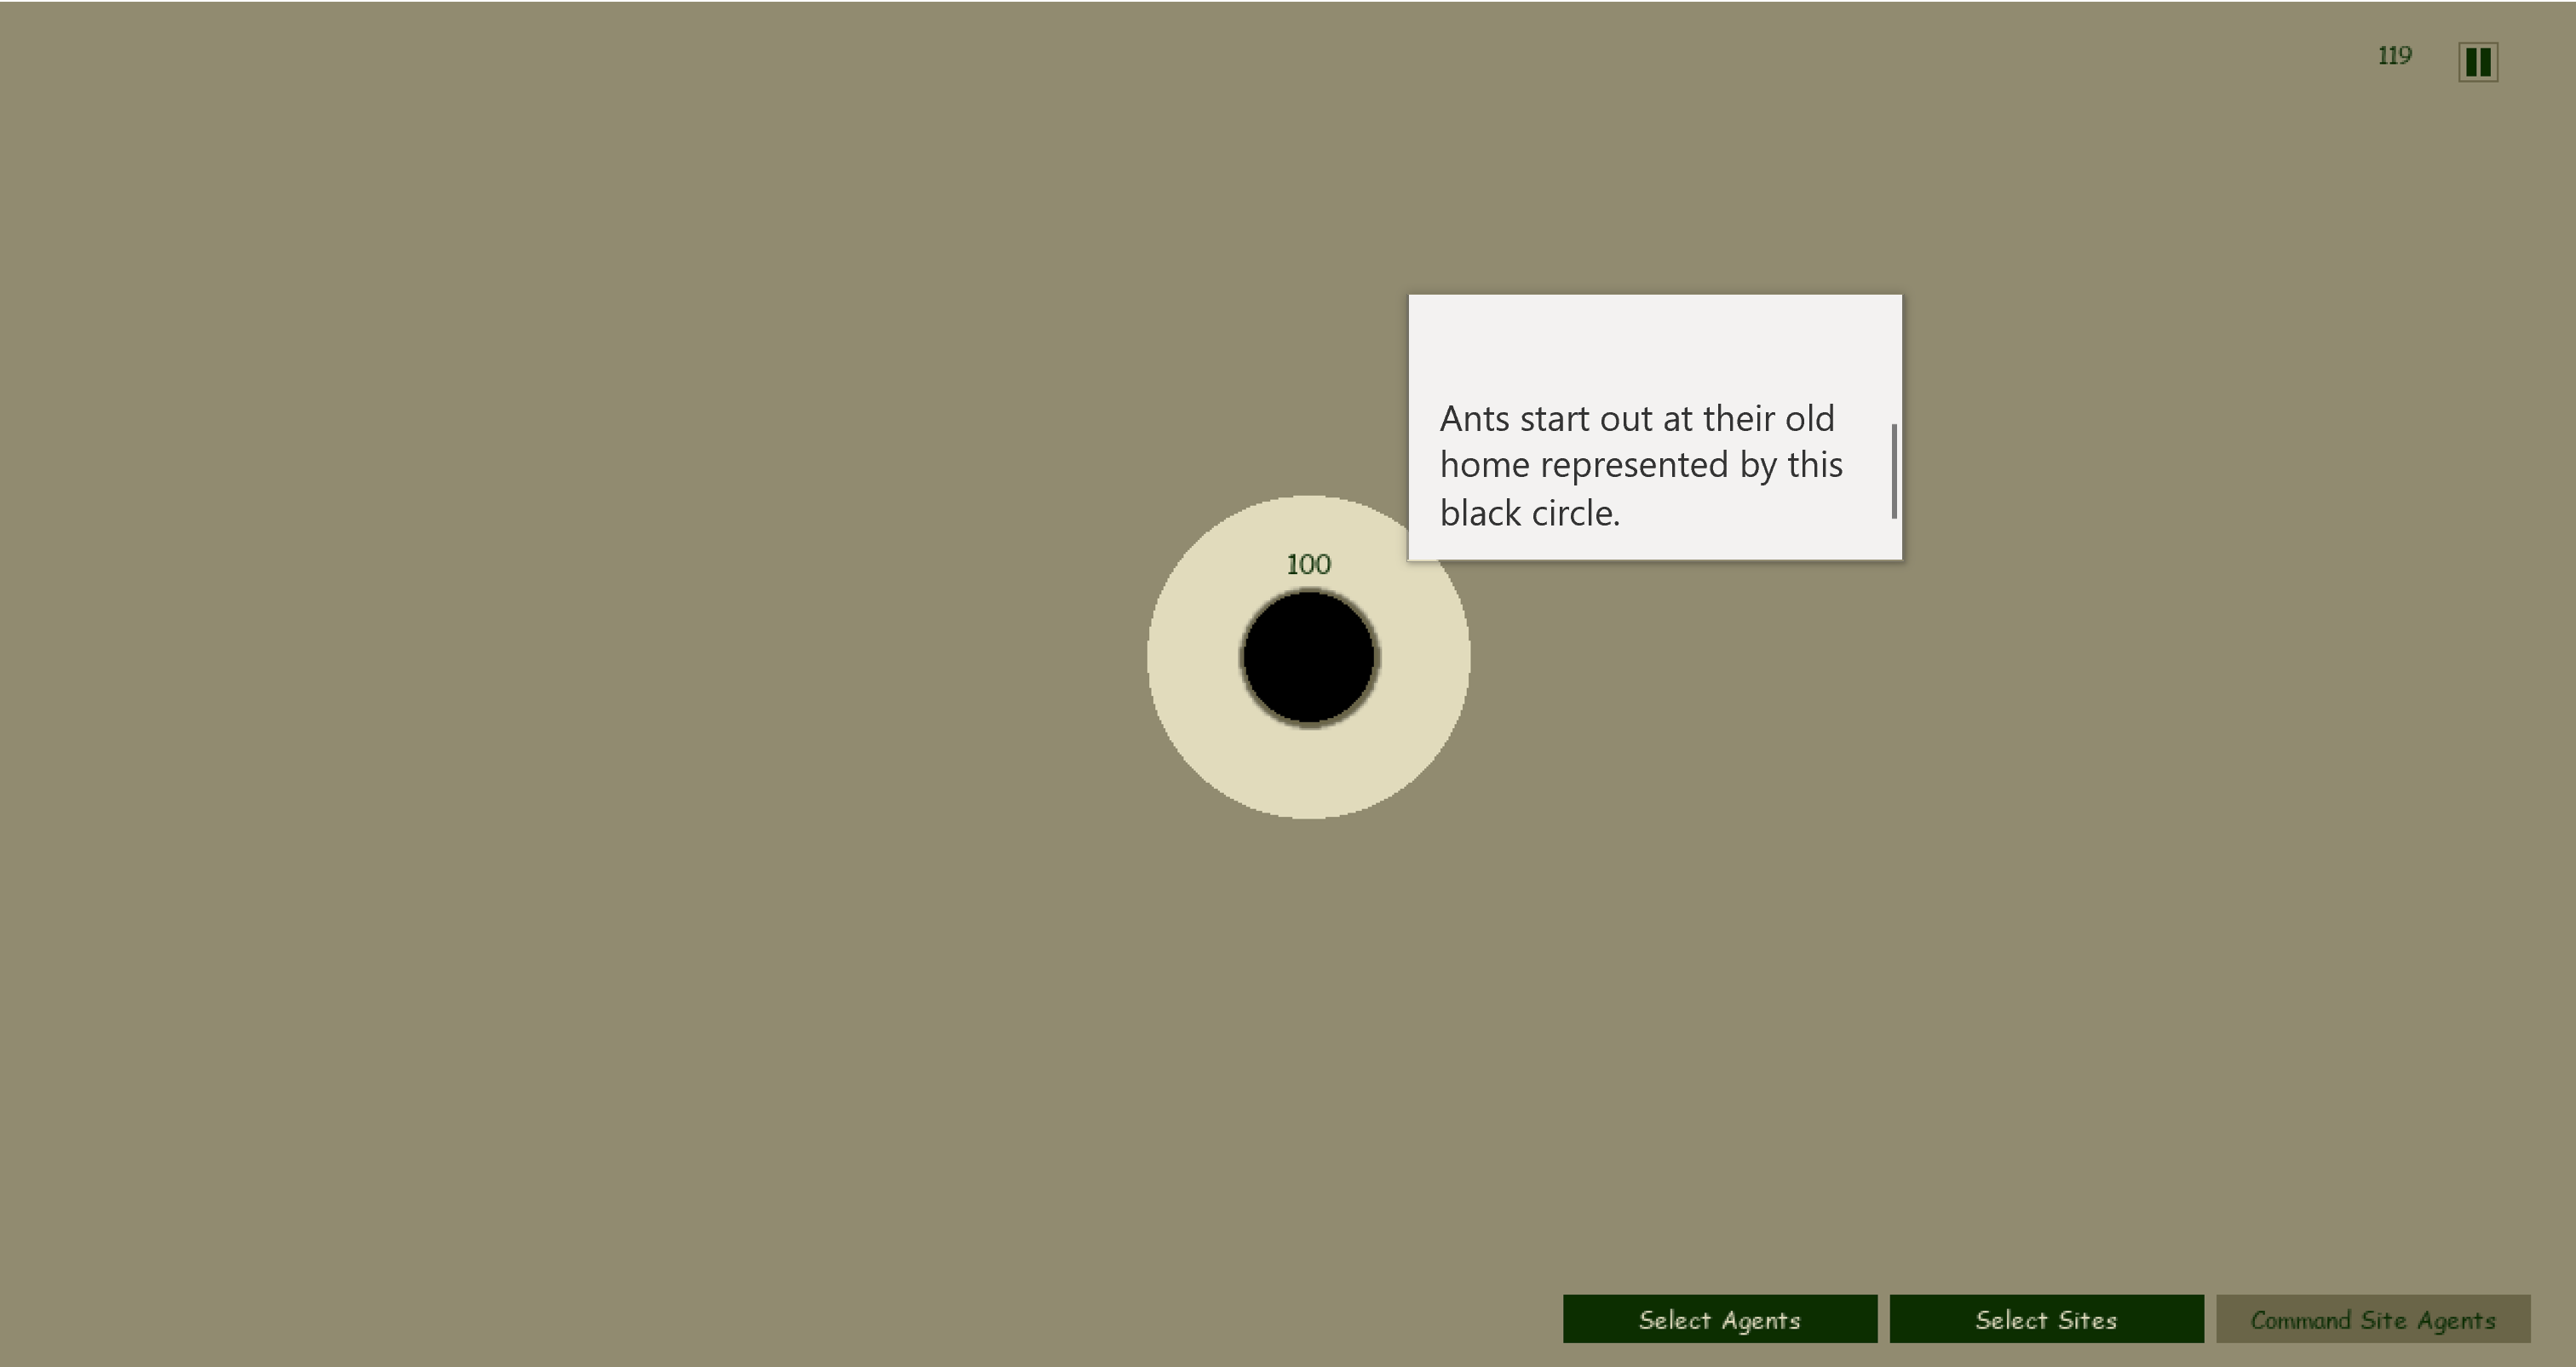 119
Ants start out at their old
home represented by this
black circle.
100
Select Agents
Select Sites
Command Site Agents